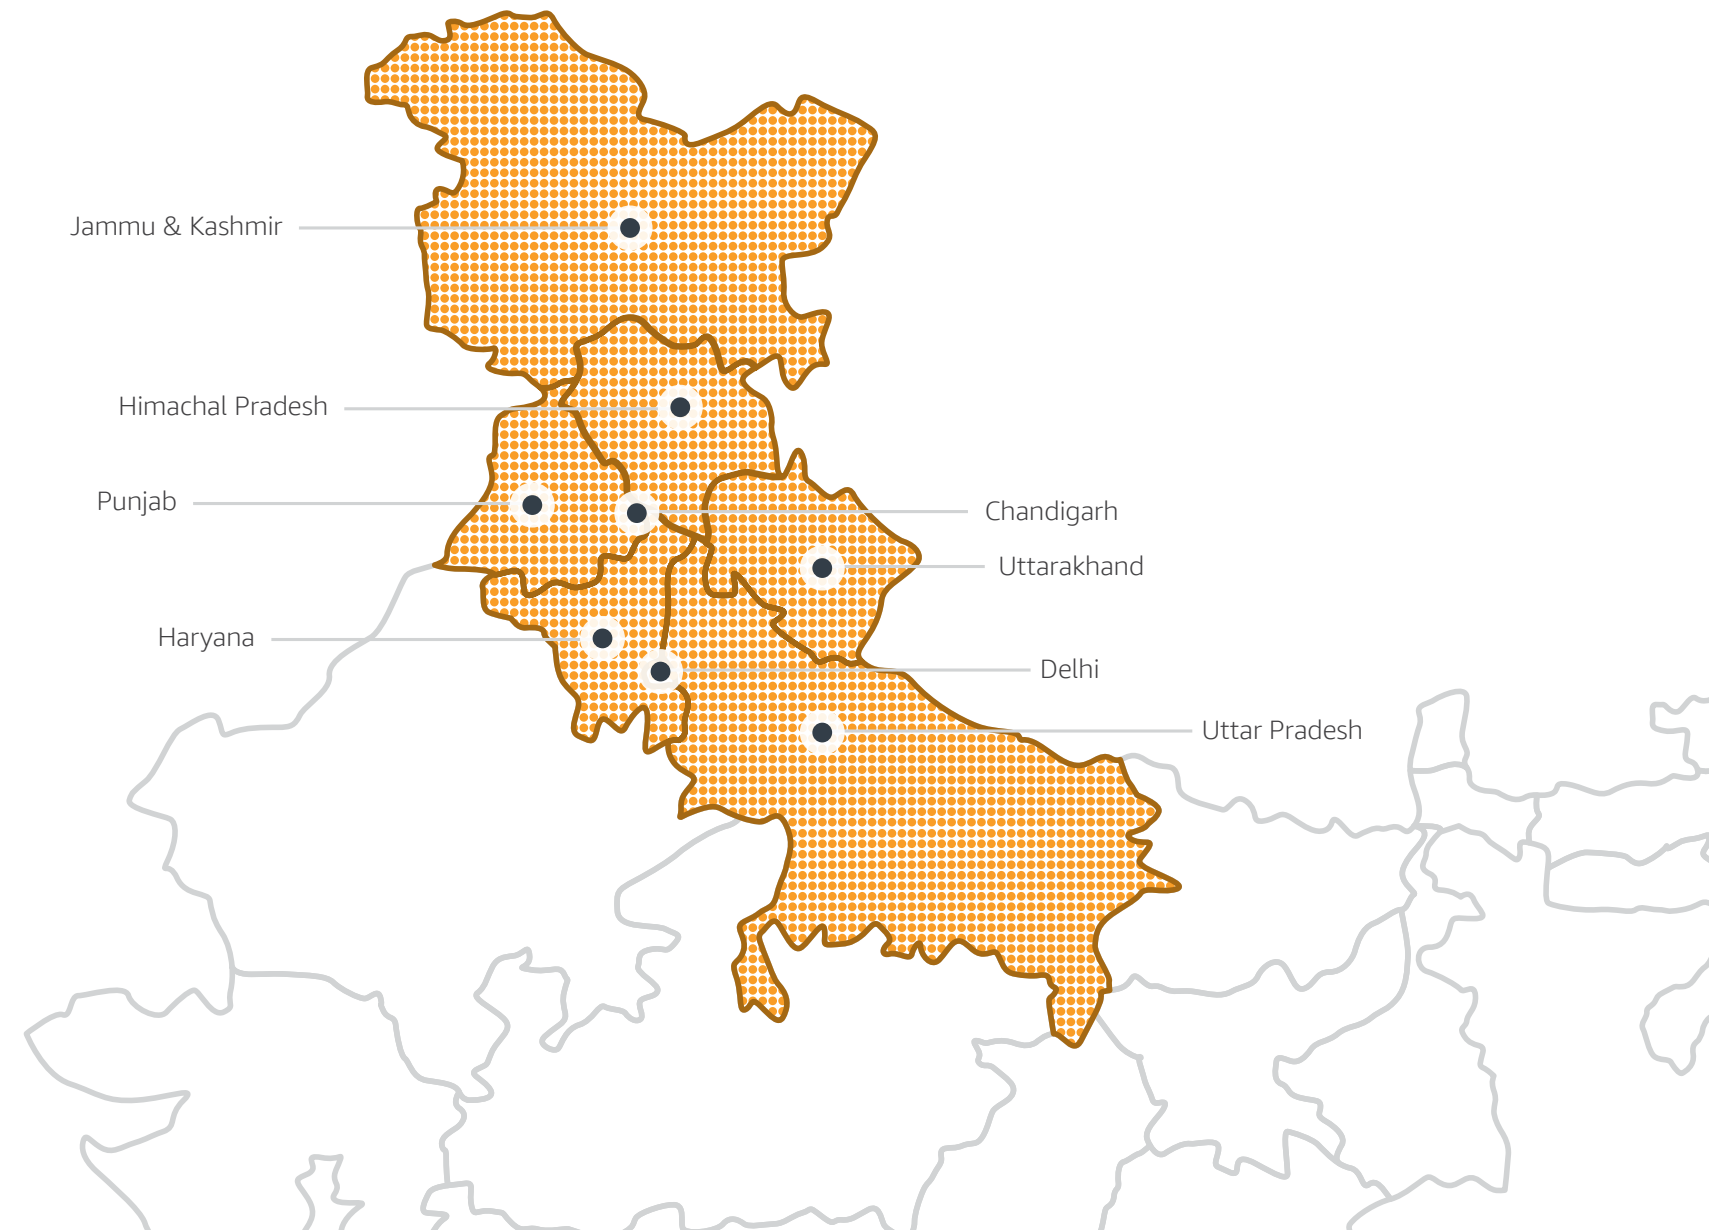 Jammu & Kashmir
Himachal Pradesh
Punjab
Chandigarh
Uttarakhand
Haryana
Delhi
Uttar Pradesh